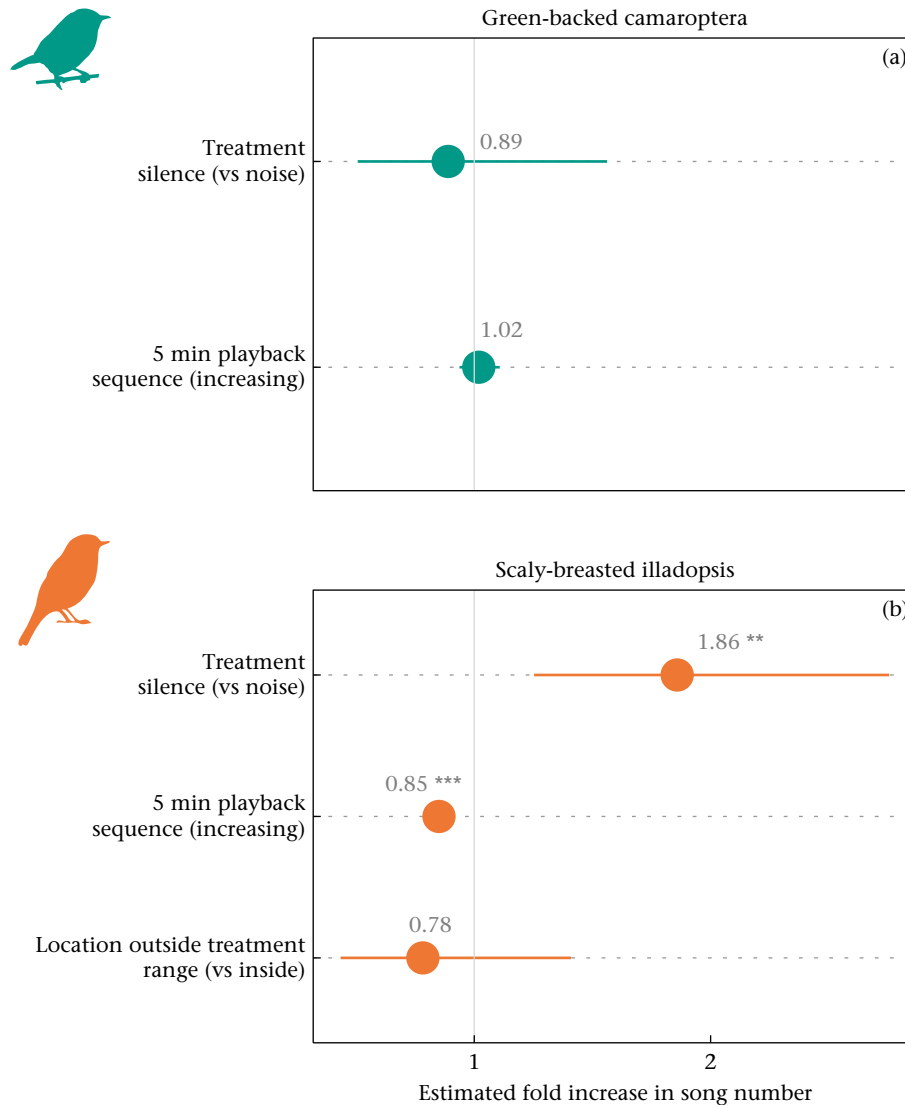 Green-backed camaroptera
(a)
Treatment
silence (vs noise)
0.89
5 min playback
sequence (increasing)
1.02
Scaly-breasted illadopsis
(b)
Treatment
silence (vs noise)
1.86 **
5 min playback
sequence (increasing)
0.85 ***
Location outside treatment
range (vs inside)
0.78
1
2
Estimated fold increase in song number